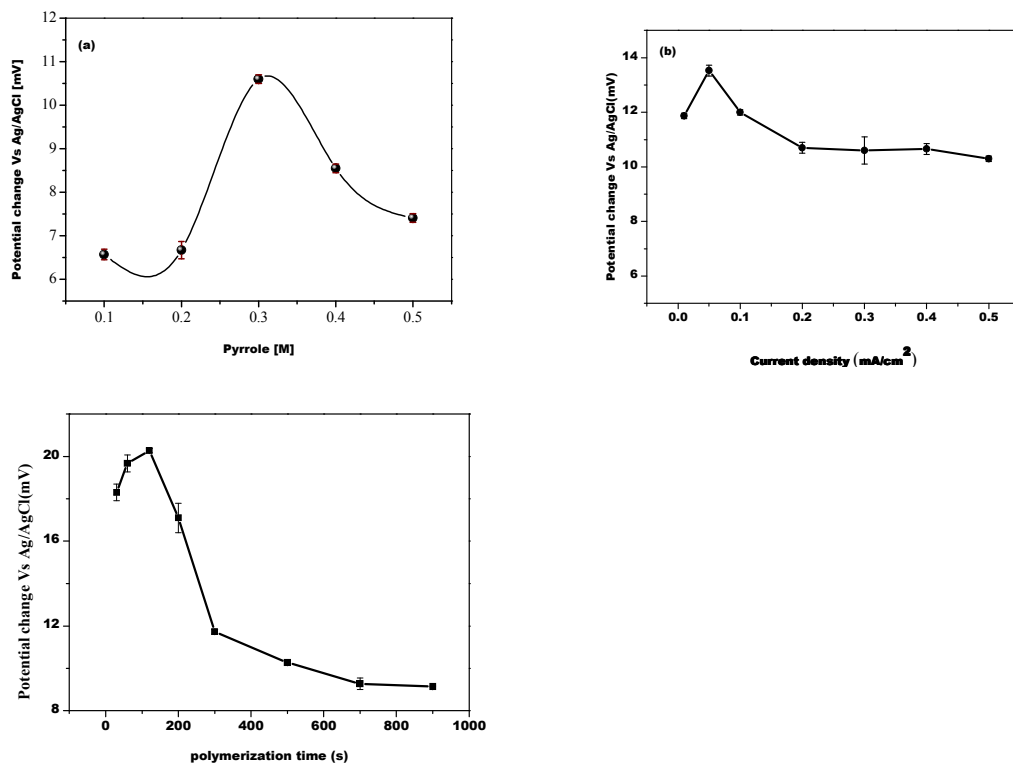 (a)
Potential change Vs Ag/AgCl [mV]
12
11
10
9
8
7
6
0.1 0.2 0.3 0.4 0.5
Pyrrole [M]
(b)
Potential change Vs Ag/AgCl(mV)
14
12
10
8
6
0.0 0.1 0.2 0.3 0.4 0.5
Current density (mA/cm²)
Potential change Vs Ag/AgCl(mV)
20
16
12
8
0 200 400 600 800 1000
polymerization time (s)